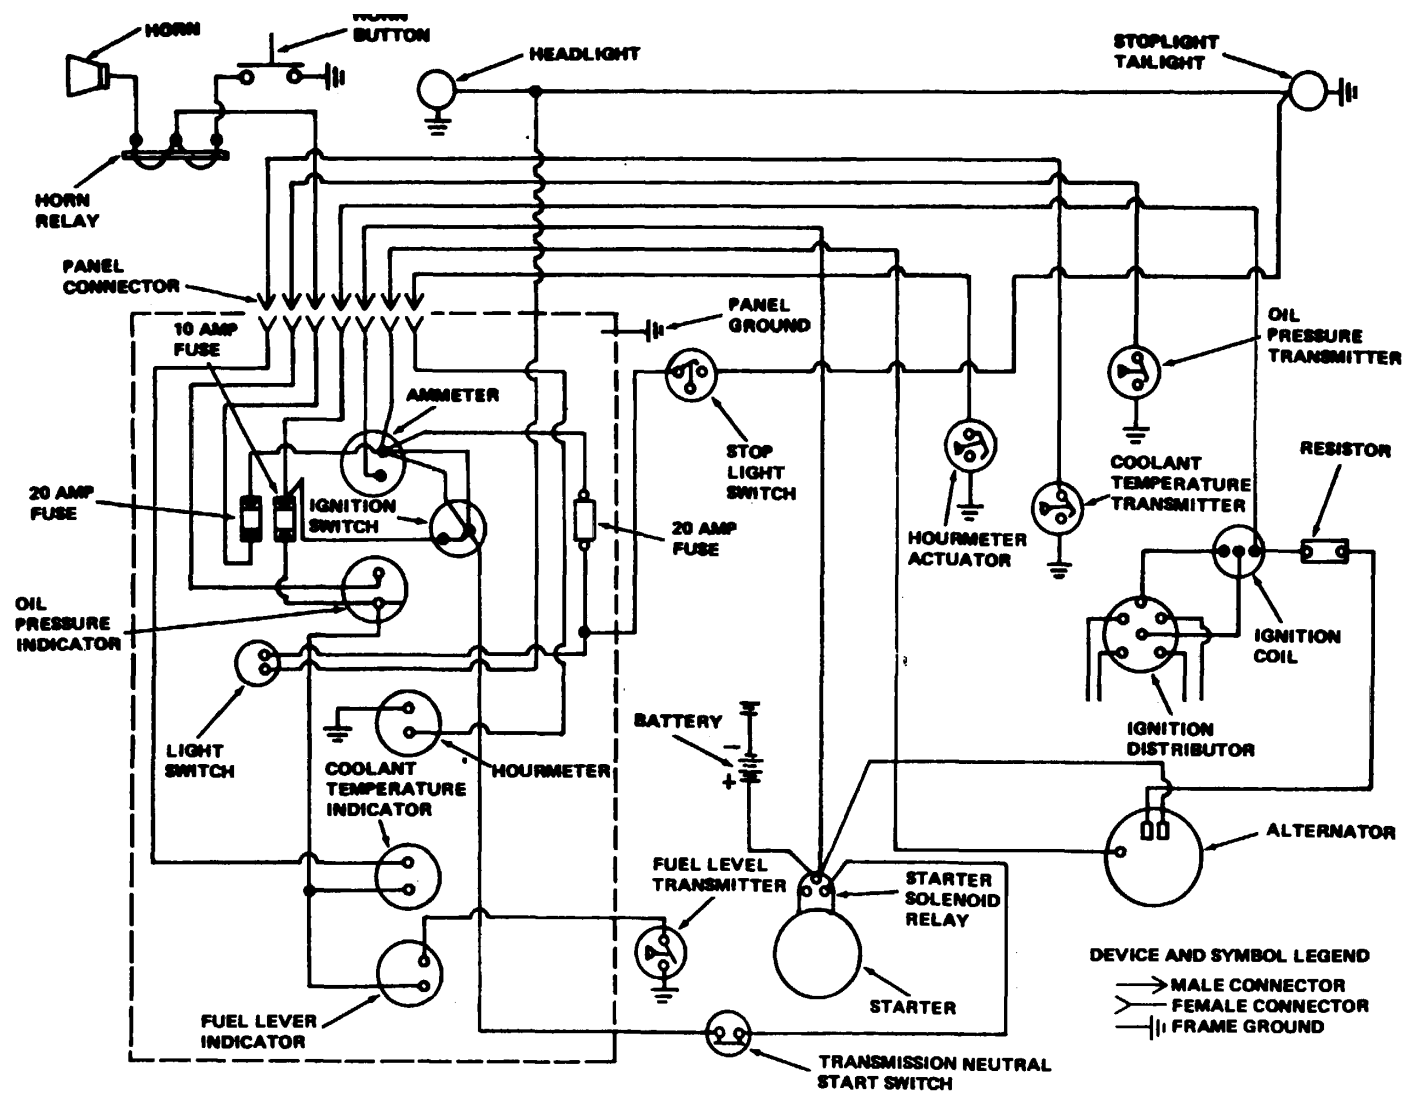 HORN
HORN
BUTTON
HEADLIGHT
STOPLIGHT
TAILIGHT
HORN
RELAY
PANEL
CONNECTOR
10 AMP
FUSE
PANEL
GROUND
OIL
PRESSURE
TRANSMITTER
AMMETER
STOP
LIGHT
SWITCH
COOLANT
TEMPERATURE
TRANSMITTER
RESISTOR
20 AMP
FUSE
IGNITION
SWITCH
20 AMP
FUSE
HOURMETER
ACTUATOR
OIL
PRESSURE
INDICATOR
IGNITION
COIL
LIGHT
SWITCH
BATTERY
−
+
IGNITION
DISTRIBUTOR
COOLANT
TEMPERATURE
INDICATOR
HOURMETER
ALTERNATOR
FUEL LEVEL
TRANSMITTER
STARTER
SOLENOID
RELAY
STARTER
FUEL LEVER
INDICATOR
TRANSMISSION NEUTRAL
START SWITCH
DEVICE AND SYMBOL LEGEND
MALE CONNECTOR
FEMALE CONNECTOR
FRAME GROUND